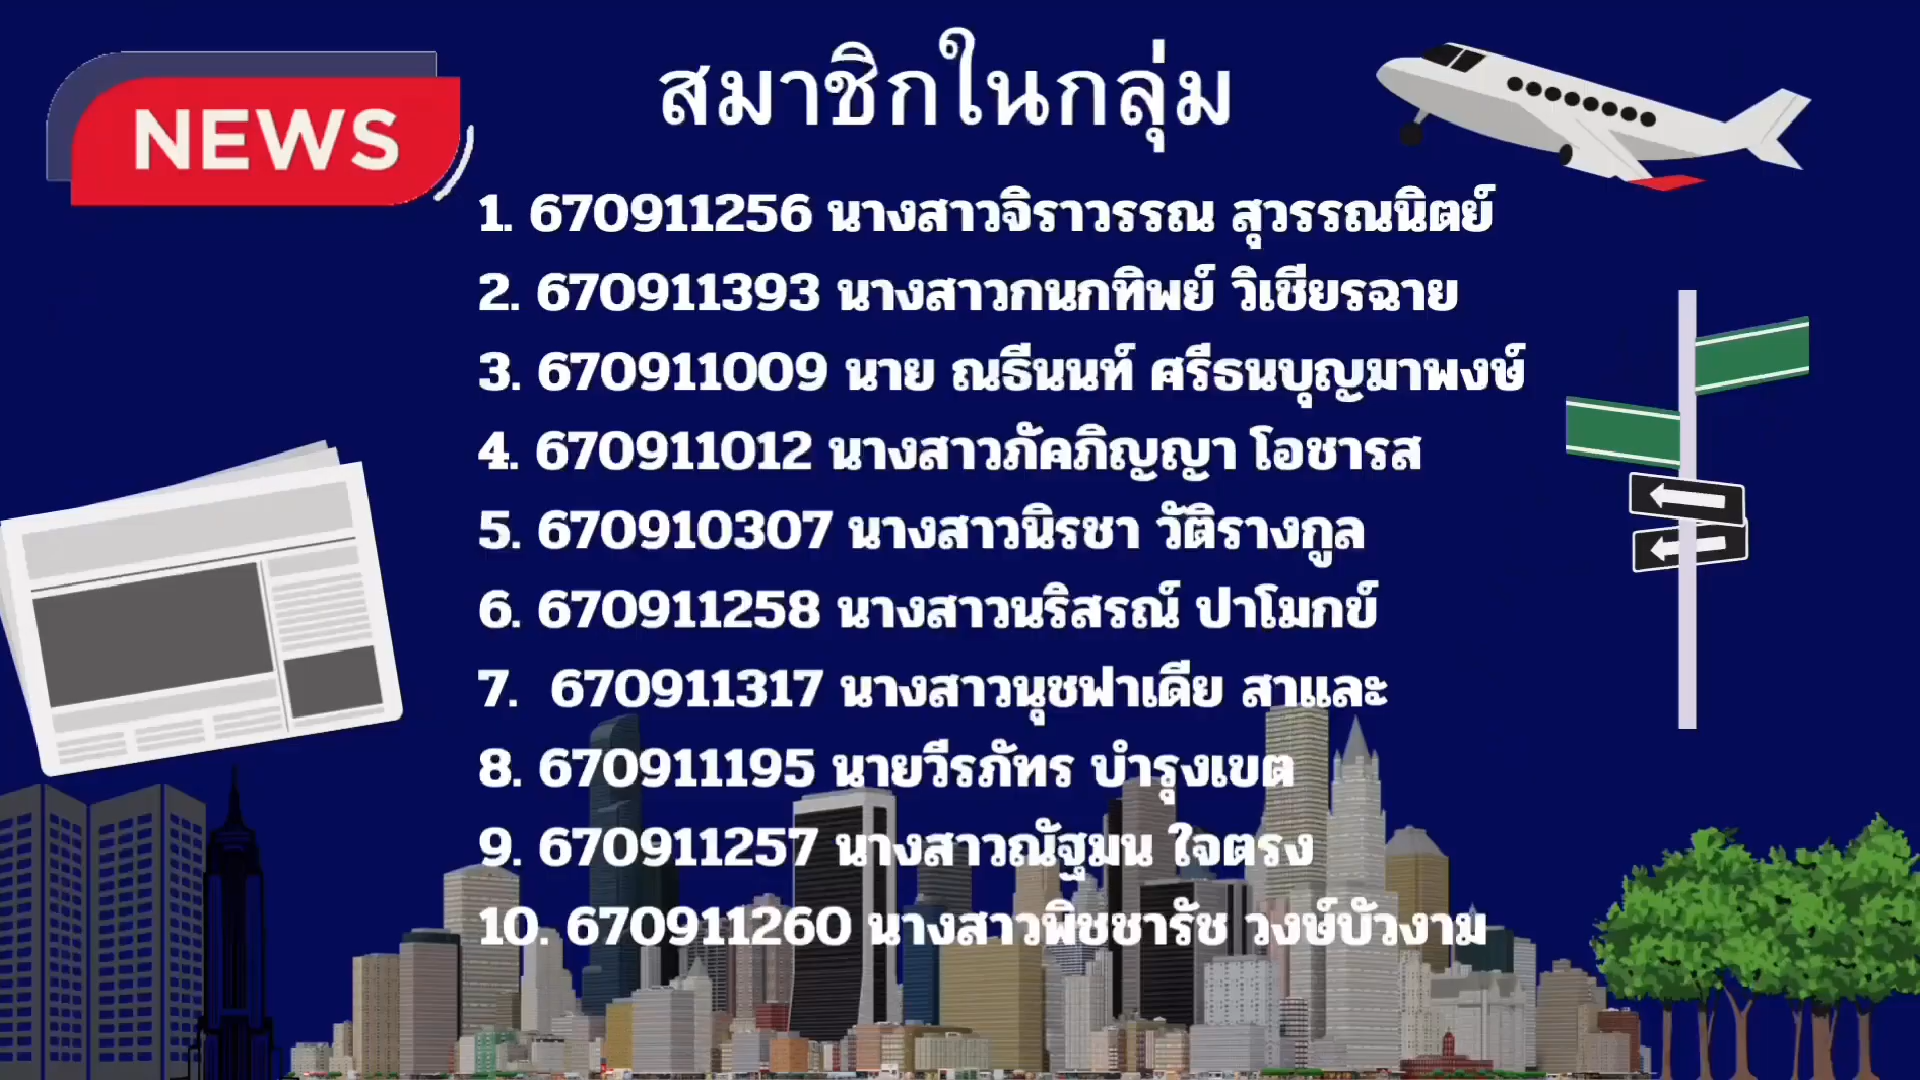 NEWS
สมาชิกในกลุ่ม
1. 670911256 นางสาวจิราวรรณ สุวรรณนิตย์
2. 670911393 นางสาวกนกทิพย์ วิเชียรฉาย
3. 670911009 นาย ณธีนนท์ ศรีธนบุญมาพงษ์
4. 670911012 นางสาวภัคภิญญา โอชารส
5. 670910307 นางสาวนิรชา วัติรางกูล
6. 670911258 นางสาวนริสรณ์ ปาโมกข์
7. 670911317 นางสาวนุชฟาเดีย สาและ
8. 670911195 นายวีรภัทร บำรุงเขต
9. 670911257 นางสาวณัฐมน ใจตรง
10. 670911260 นางสาวพิชชารัช วงษ์บัวงาม